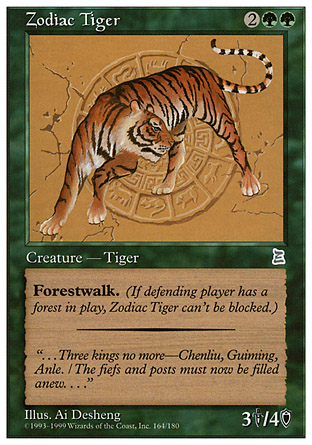 Zodiac Tiger 2
Creature — Tiger
Forestwalk. (If defending player has
a forest in play, Zodiac Tiger can't be blocked.)
“. . .Three kings no more—Chenliu, Guiming,
Anle. / The fiefs and posts must now be filled
anew. . . .”
Illus. Ai Desheng
©1993-1999 Wizards of the Coast, Inc. 164/180
3/4